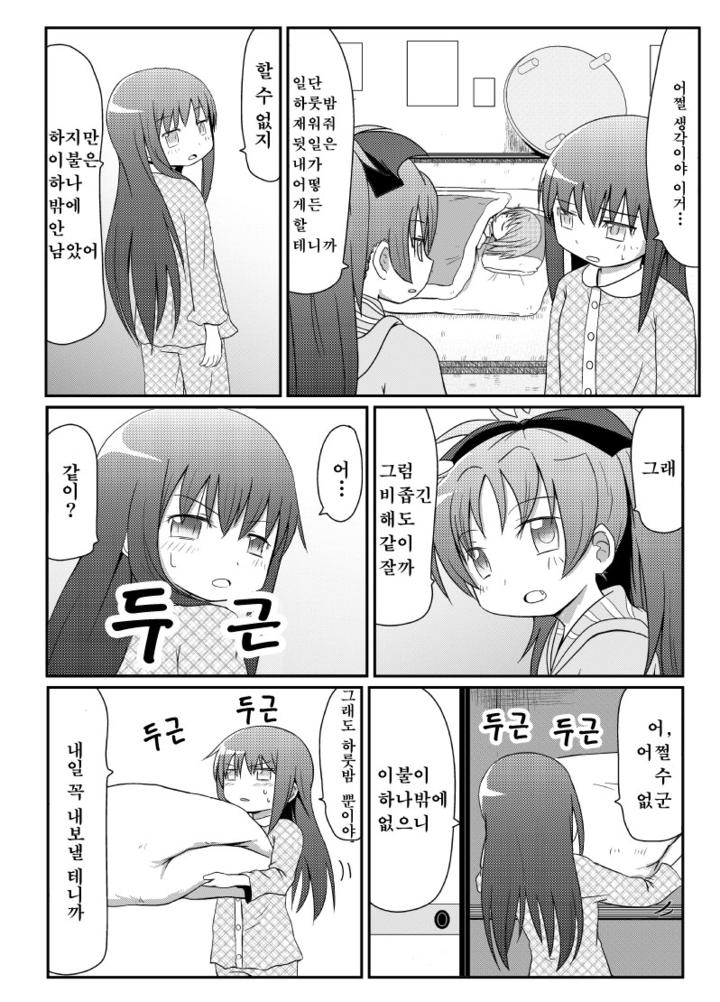 어쩔 생각이야 이거…
일단
하룻밤
재워줘
뒷일은
내가
어떻
게든
할
테니까
할 수 없지
하지만
이불은
하나
밖에
안
남았어
그래
그럼
비좁긴
해도
같이
잘까
어…
같이?
두근
어,
어쩔
수
없군
두근 두근
이불이
하나밖에
없으니
그래도 하룻밤 뿐이야
두근 두근
내일 꼭 내보낼 테니까